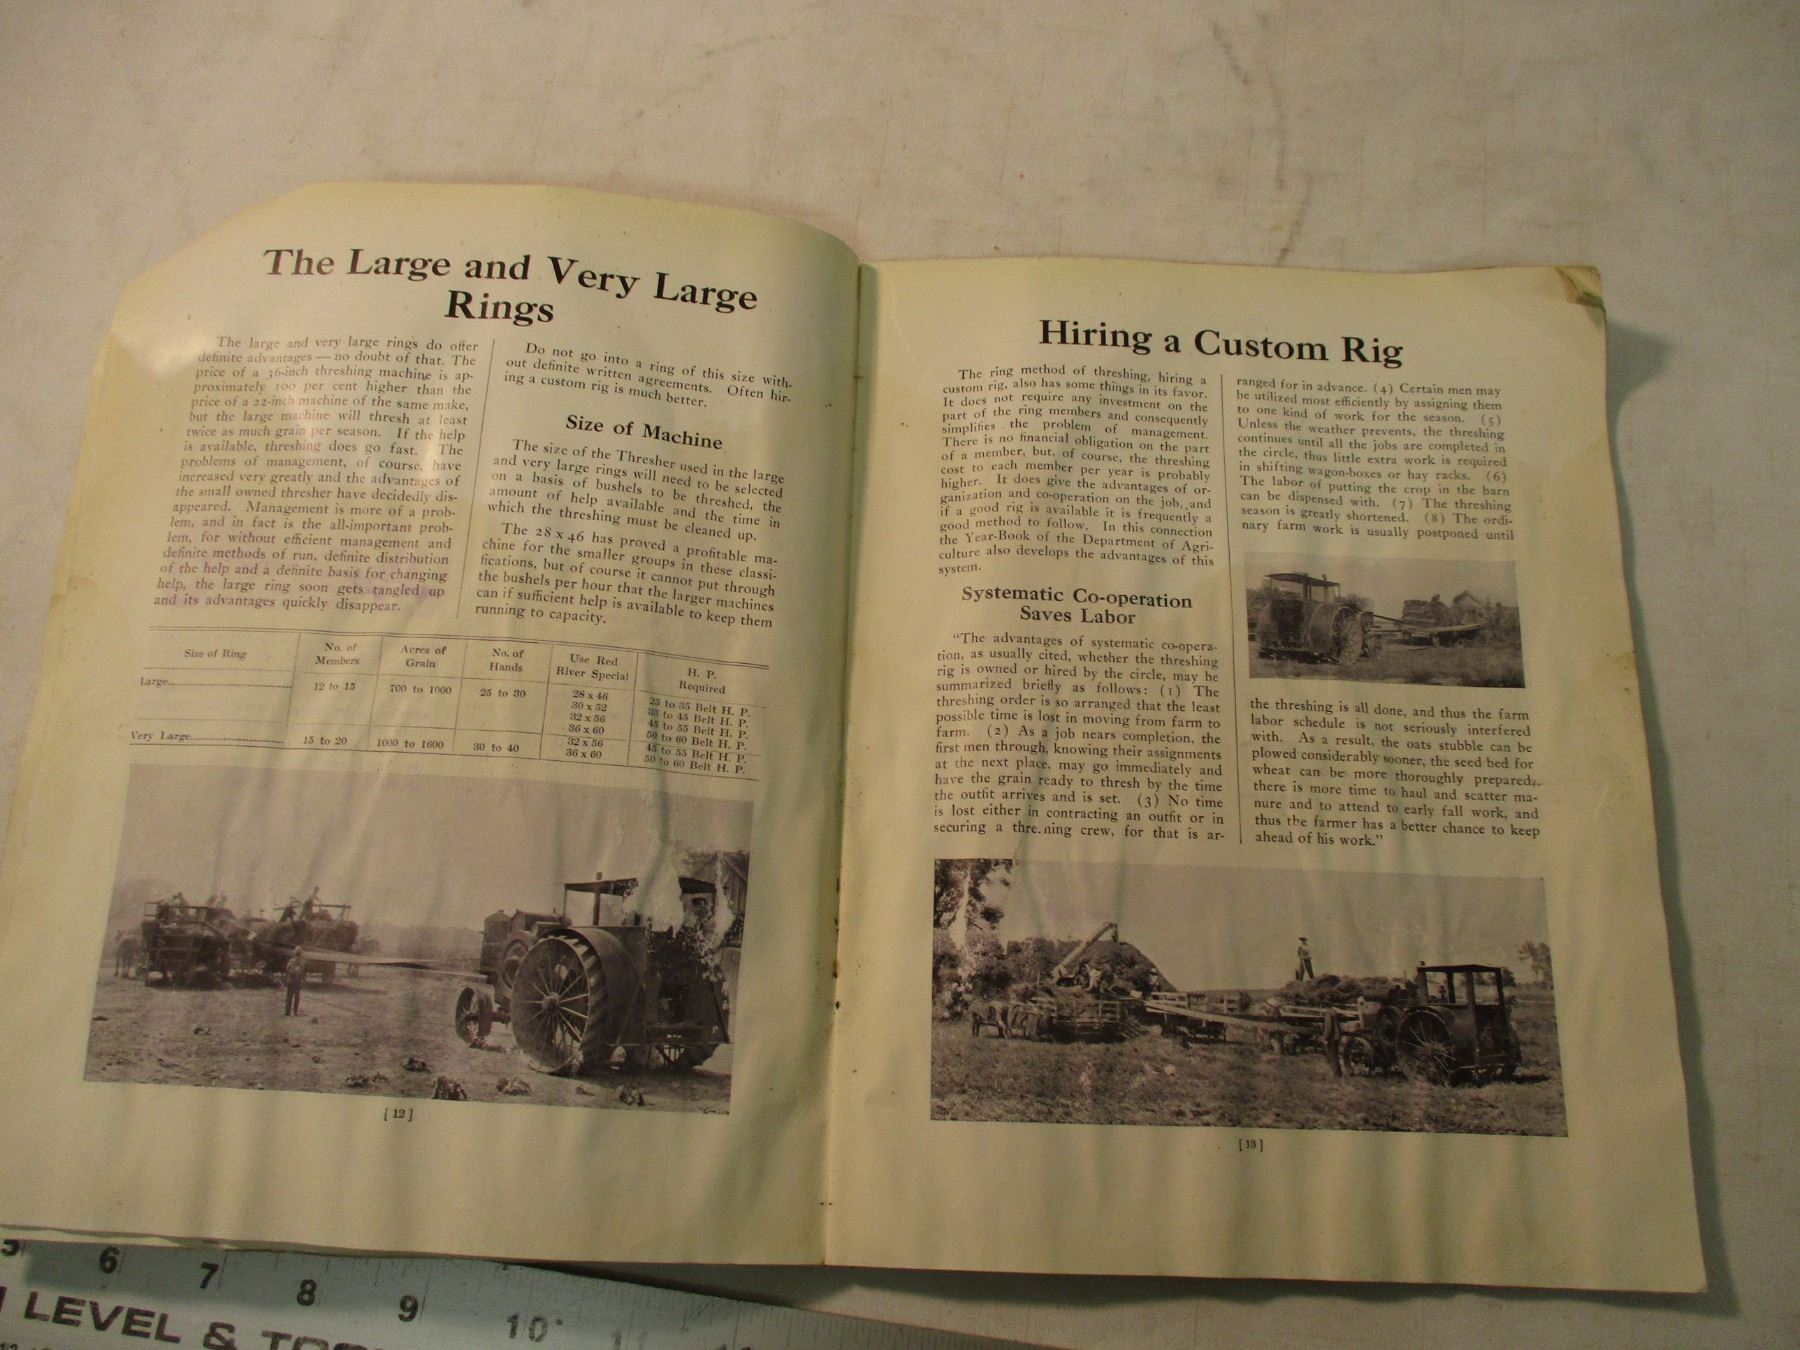 The Large and Very Large
Rings
The large and very large rings do offer
definite advantages — no doubt of that. The
price of a 36-inch threshing machine is ap-
proximately 100 per cent higher than the
price of a 22-inch machine of the same make,
but the large machine will thresh at least
twice as much grain per season. If the help
is available, threshing does go fast. The
problems of management, of course, have
increased very greatly and the advantages of
the small owned thresher have decidedly dis-
appeared. Management is more of a prob-
lem, and in fact is the all-important prob-
lem, for without efficient management and
definite methods of run, definite distribution
of the help and a definite basis for changing
help, the large ring soon gets tangled up
and its advantages quickly disappear.
Do not go into a ring of this size with-
out definite written agreements. Often hir-
ing a custom rig is much better.
Size of Machine
The size of the Thresher used in the large
and very large rings will need to be selected
on a basis of bushels to be threshed, the
amount of help available and the time in
which the threshing must be cleaned up.
The 28 x 46 has proved a profitable ma-
chine for the smaller groups in these classi-
fications, but of course it cannot put through
the bushels per hour that the larger machines
can if sufficient help is available to keep them
running to capacity.
Size of Ring No. of Members Acres of Grain No. of Hands Use Red River Special H. P. Required
Large 12 to 15 700 to 1000 25 to 30 28 x 46 25 to 35 Belt H. P.
30 x 52 35 to 45 Belt H. P.
32 x 56 45 to 55 Belt H. P.
36 x 60 50 to 60 Belt H. P.
Very Large 15 to 20 1000 to 1600 30 to 40 32 x 56 45 to 55 Belt H. P.
36 x 60 50 to 60 Belt H. P.
[ 12 ]
Hiring a Custom Rig
The ring method of threshing, hiring a
custom rig, also has some things in its favor.
It does not require any investment on the
part of the ring members and consequently
simplifies the problem of management.
There is no financial obligation on the part
of a member, but, of course, the threshing
cost to each member per year is probably
higher. It does give the advantages of or-
ganization and co-operation on the job, and
if a good rig is available it is frequently a
good method to follow. In this connection
the Year-Book of the Department of Agri-
culture also develops the advantages of this
system.
Systematic Co-operation
Saves Labor
"The advantages of systematic co-opera-
tion, as usually cited, whether the threshing
rig is owned or hired by the circle, may be
summarized briefly as follows: (1) The
threshing order is so arranged that the least
possible time is lost in moving from farm to
farm. (2) As a job nears completion, the
first men through, knowing their assignments
at the next place, may go immediately and
have the grain ready to thresh by the time
the outfit arrives and is set. (3) No time
is lost either in contracting an outfit or in
securing a threshing crew, for that is ar-
ranged for in advance. (4) Certain men may
be utilized most efficiently by assigning them
to one kind of work for the season. (5)
Unless the weather prevents, the threshing
continues until all the jobs are completed in
the circle, thus little extra work is required
in shifting wagon-boxes or hay racks. (6)
The labor of putting the crop in the barn
can be dispensed with. (7) The threshing
season is greatly shortened. (8) The ordi-
nary farm work is usually postponed until
the threshing is all done, and thus the farm
labor schedule is not seriously interfered
with. As a result, the oats stubble can be
plowed considerably sooner, the seed bed for
wheat can be more thoroughly prepared,
there is more time to haul and scatter ma-
nure and to attend to early fall work, and
thus the farmer has a better chance to keep
ahead of his work."
[ 13 ]
5 6 7 8 9 10
LEVEL &